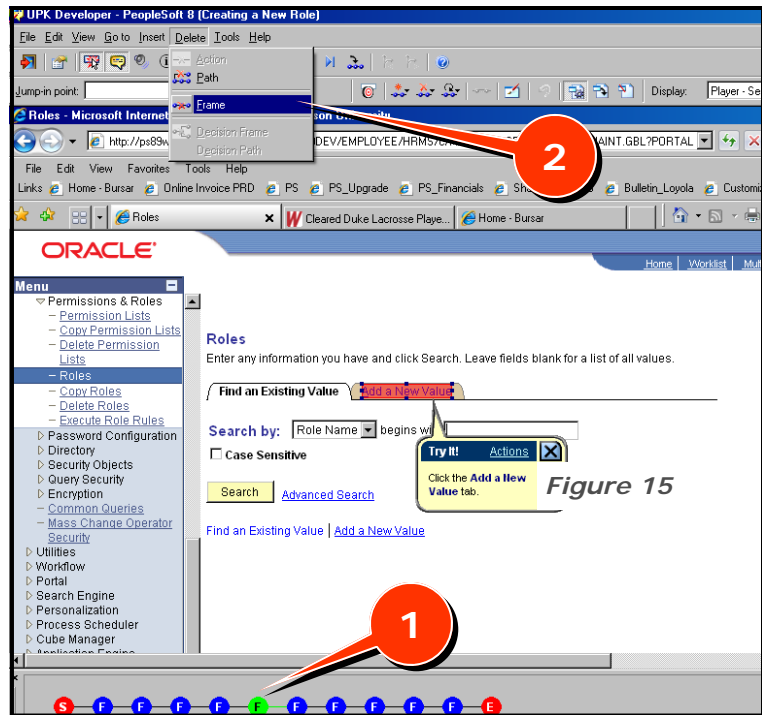 UPK Developer - PeopleSoft 8 (Creating a New Role)
File Edit View Go to Insert Delete Tools Help
Action
Path
Jump-in point:
Display: Player - Se
Frame
Roles - Microsoft Internet
Decision Frame
Decision Path
http://ps89w
DEV/EMPLOYEE/HRMS/
AINT.GBL?PORTAL
2
File Edit View Favorites Tools Help
Links Home - Bursar Online Invoice PRD PS PS_Upgrade PS_Financials Bulletin_Loyola Customiz
Roles
Cleared Duke Lacrosse Playe...
Home - Bursar
ORACLE
Home Worklist Mult
Menu
Permissions & Roles
Permission Lists
Copy Permission Lists
Delete Permission
Lists
Roles
Copy Roles
Delete Roles
Execute Role Rules
Password Configuration
Directory
Security Objects
Query Security
Encryption
Common Queries
Mass Change Operator
Security
Utilities
Workflow
Portal
Search Engine
Personalization
Process Scheduler
Cube Manager
Application Engine
Roles
Enter any information you have and click Search. Leave fields blank for a list of all values.
Find an Existing Value
Add a New Value
Search by: Role Name begins wi
Case Sensitive
Try It! Actions X
Click the Add a New
Value tab.
Figure 15
Search Advanced Search
Find an Existing Value | Add a New Value
1
S F F F F F F F F F F F E